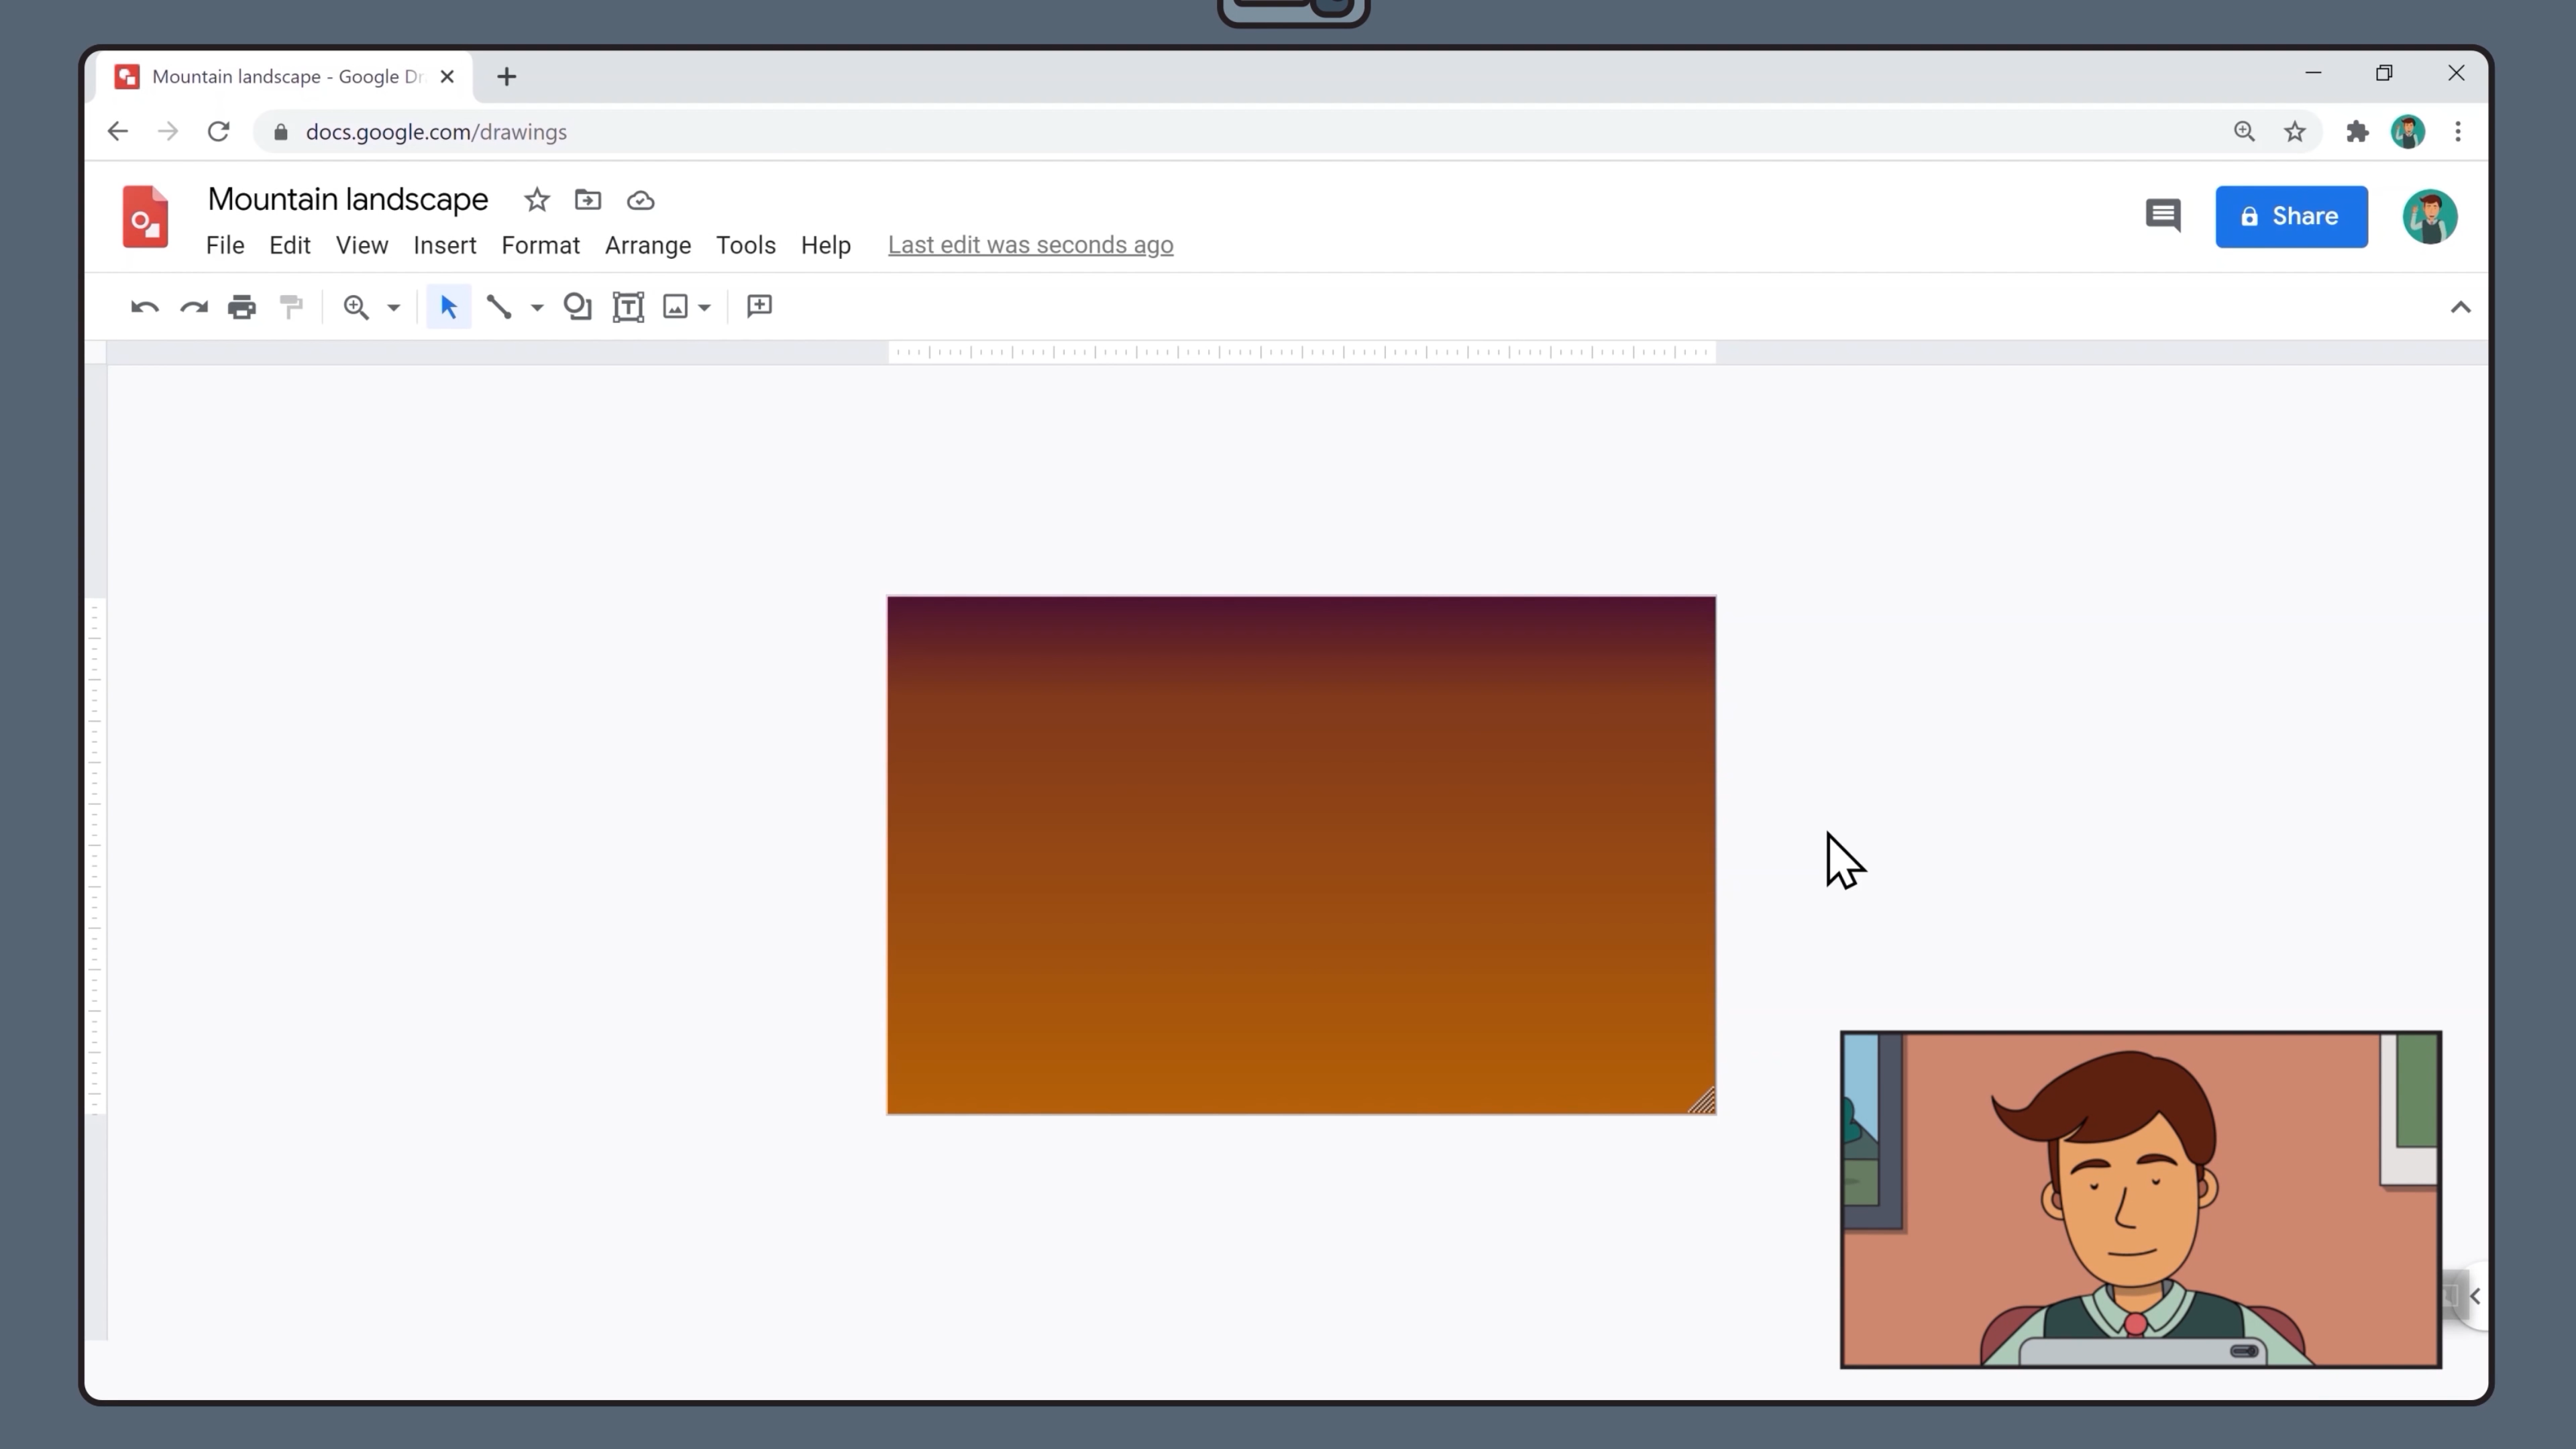 Mountain landscape - Google Dr
docs.google.com/drawings
Mountain landscape
Share
File Edit View Insert Format Arrange Tools Help Last edit was seconds ago